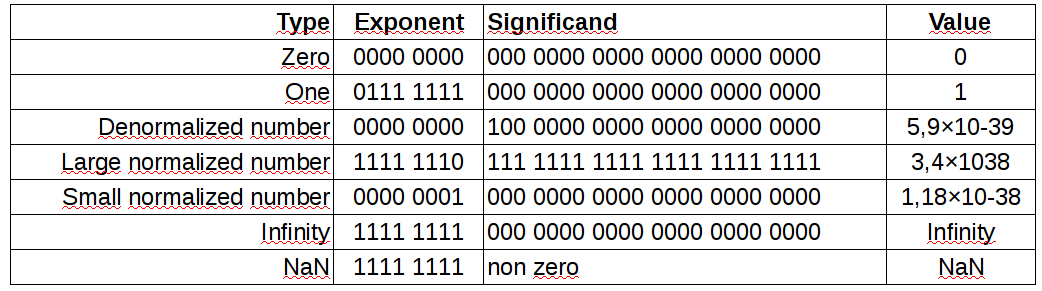 Type Exponent Significand Value
Zero 0000 0000 000 0000 0000 0000 0000 0000 0
One 0111 1111 000 0000 0000 0000 0000 0000 1
Denormalized number 0000 0000 100 0000 0000 0000 0000 0000 5,9×10-39
Large normalized number 1111 1110 111 1111 1111 1111 1111 1111 3,4×1038
Small normalized number 0000 0001 000 0000 0000 0000 0000 0000 1,18×10-38
Infinity 1111 1111 000 0000 0000 0000 0000 0000 Infinity
NaN 1111 1111 non zero NaN